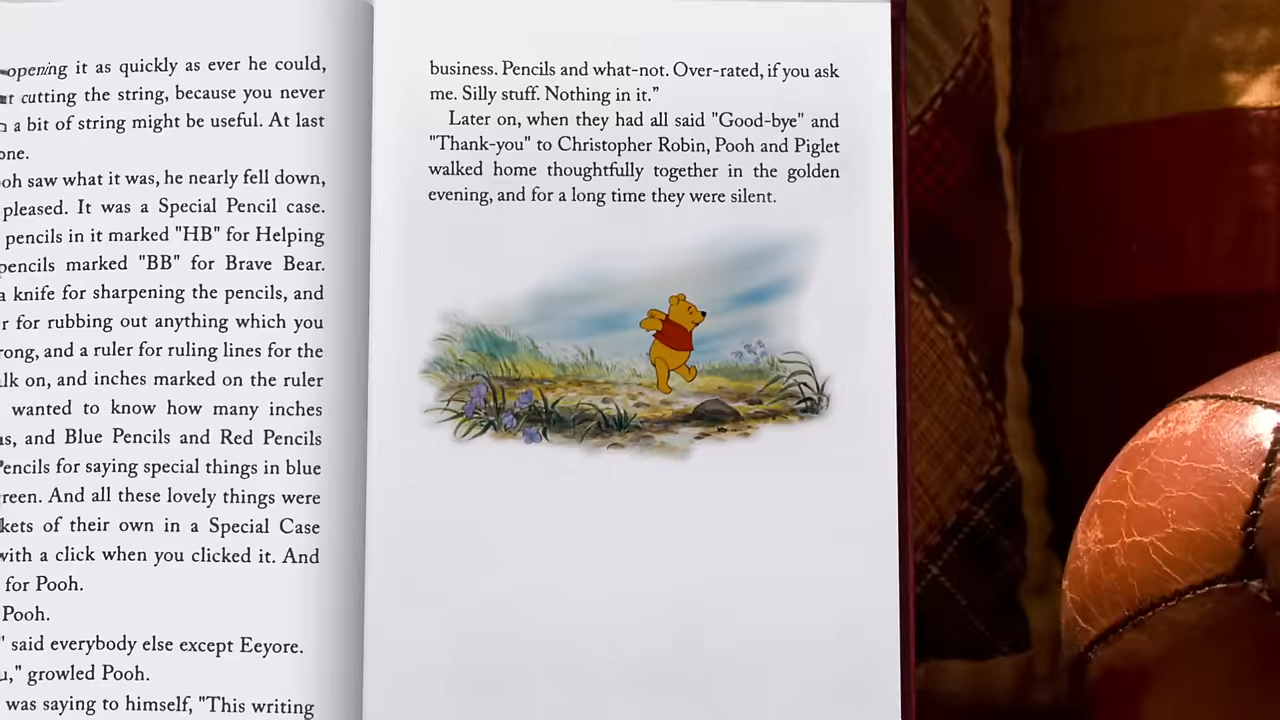 opening it as quickly as ever he could,
cutting the string, because you never
a bit of string might be useful. At last
saw what it was, he nearly fell down,
pleased. It was a Special Pencil case.
pencils in it marked "HB" for Helping
pencils marked "BB" for Brave Bear.
a knife for sharpening the pencils, and
for rubbing out anything which you
and a ruler for ruling lines for the
on, and inches marked on the ruler
wanted to know how many inches
and Blue Pencils and Red Pencils
Pencils for saying special things in blue
And all these lovely things were
of their own in a Special Case
with a click when you clicked it. And
for Pooh.
Pooh.
" said everybody else except Eeyore.
growled Pooh.
was saying to himself, "This writing
business. Pencils and what-not. Over-rated, if you ask
me. Silly stuff. Nothing in it.”
Later on, when they had all said "Good-bye" and
"Thank-you" to Christopher Robin, Pooh and Piglet
walked home thoughtfully together in the golden
evening, and for a long time they were silent.